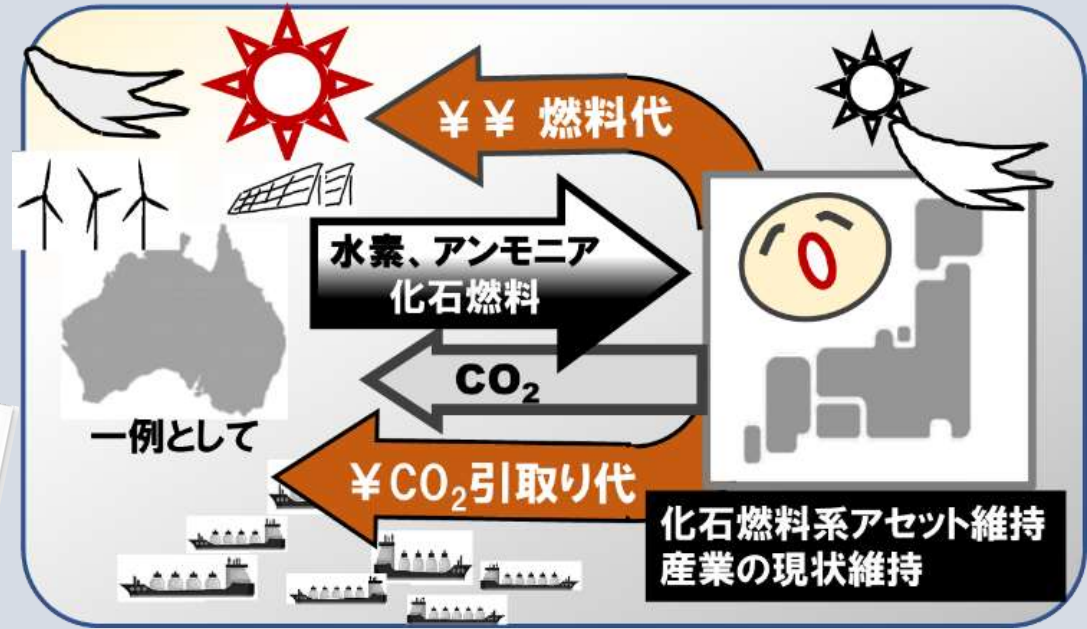 ¥¥ 燃料代
水素、アンモニア
化石燃料
CO₂
一例として
¥CO₂引取り代
化石燃料系アセット維持
産業の現状維持